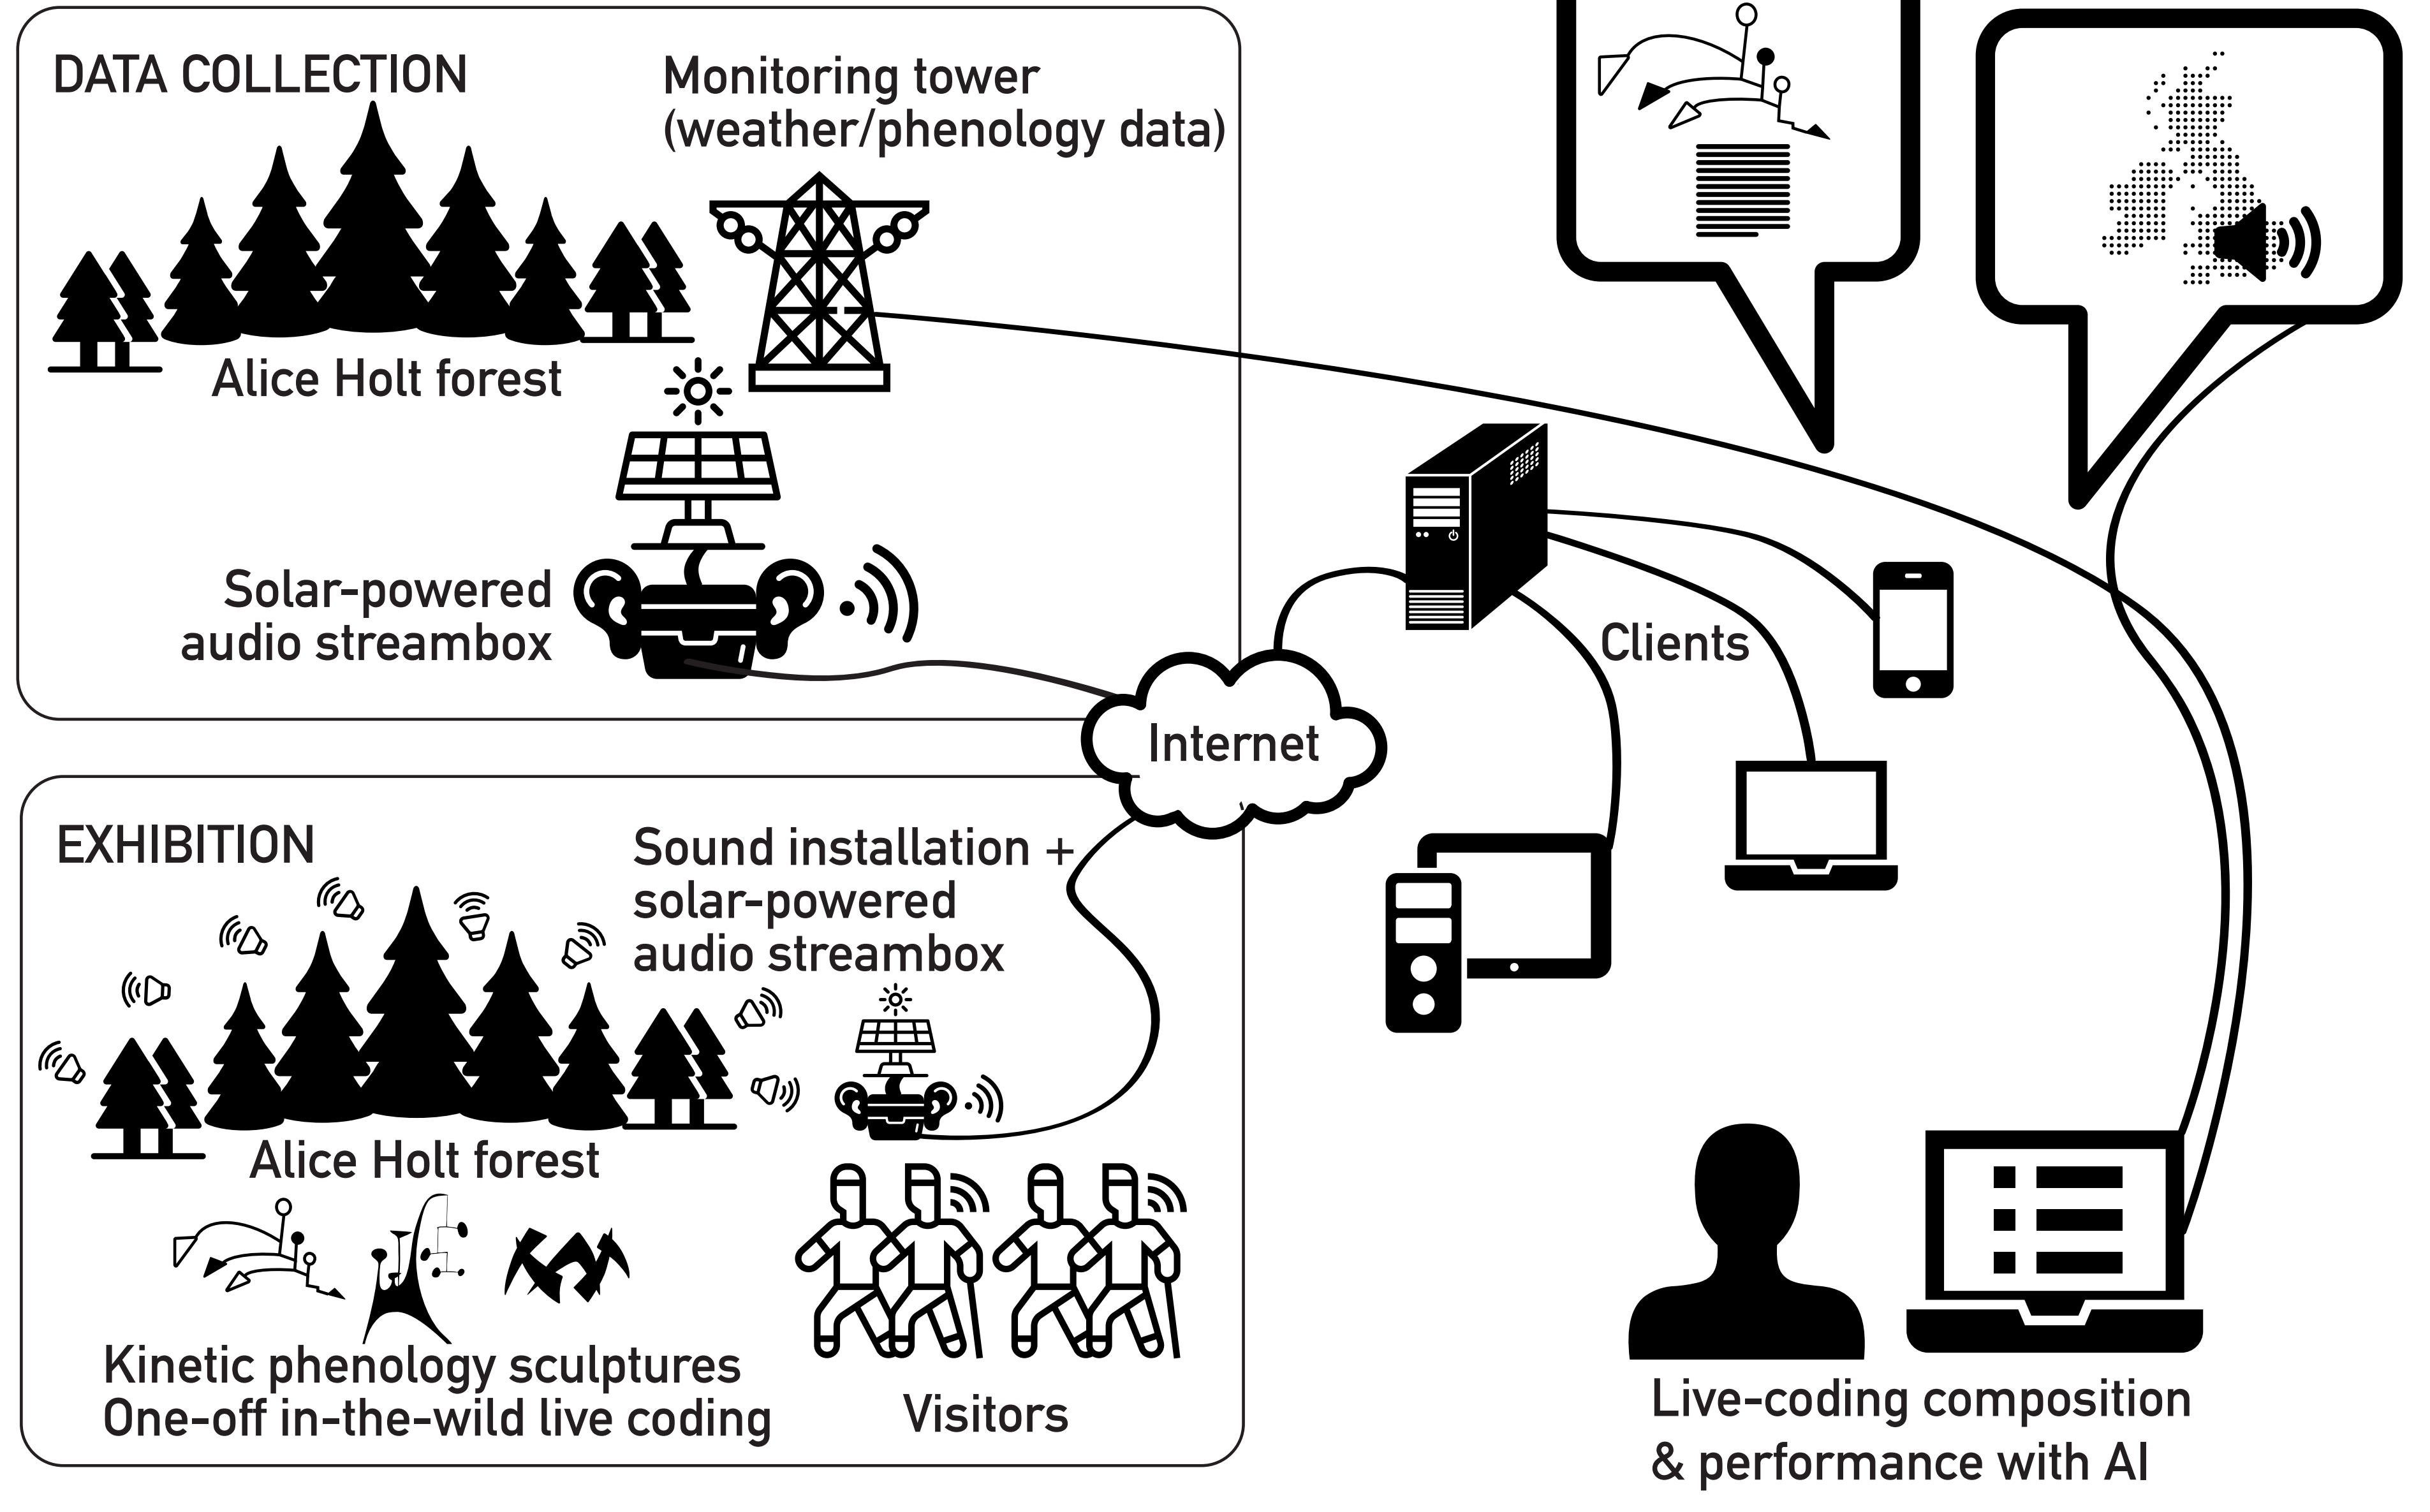 DATA COLLECTION
Monitoring tower
(weather/phenology data)
Alice Holt forest
Solar-powered
audio streambox
Internet
Clients
EXHIBITION
Sound installation +
solar-powered
audio streambox
Alice Holt forest
Kinetic phenology sculptures
One-off in-the-wild live coding
Visitors
Live-coding composition
& performance with AI